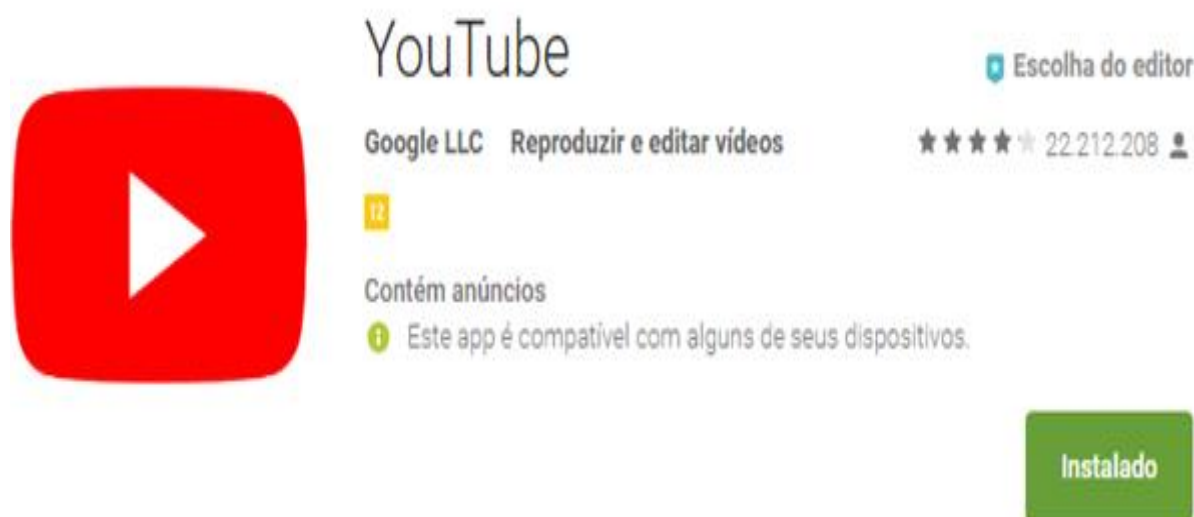 YouTube
Escolha do editor
Google LLC Reproduzir e editar vídeos
22.212.208
12
Contém anúncios
Este app é compatível com alguns de seus dispositivos.
Instalado